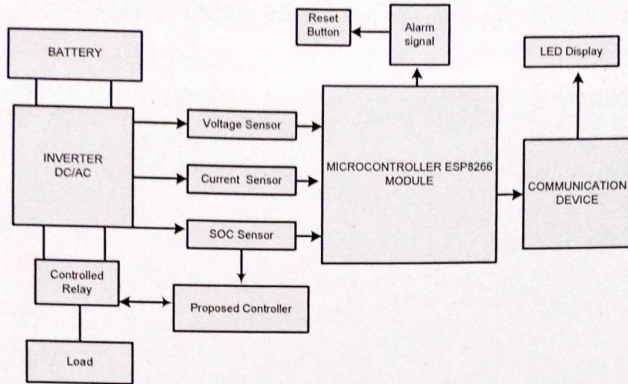 Reset
Button
Alarm
signal
BATTERY
LED Display
Voltage Sensor
INVERTER
DC/AC
Current Sensor
MICROCONTROLLER ESP8266
MODULE
COMMUNICATION
DEVICE
SOC Sensor
Controlled
Relay
Proposed Controller
Load